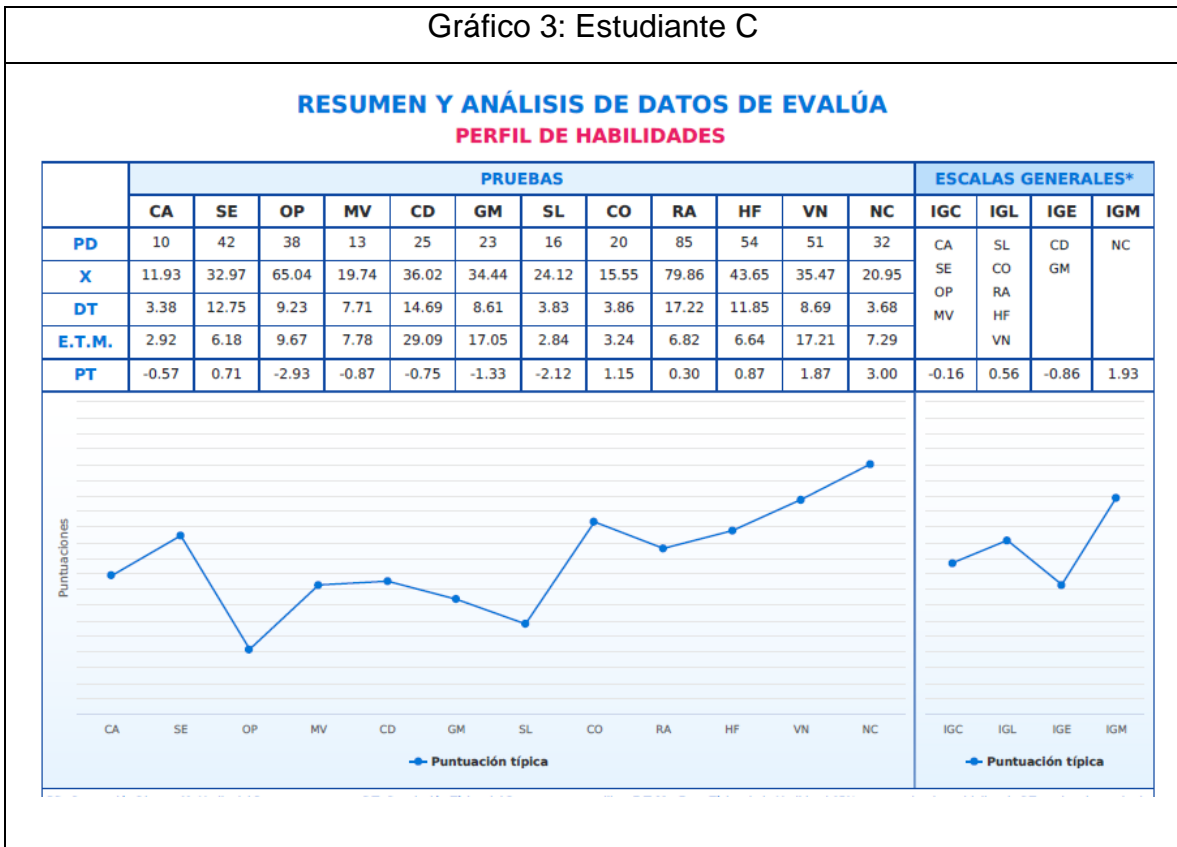 Gráfico 3: Estudiante C
RESUMEN Y ANÁLISIS DE DATOS DE EVALÚA
PERFIL DE HABILIDADES
PRUEBAS ESCALAS GENERALES*
CA SE OP MV CD GM SL CO RA HF VN NC IGC IGL IGE IGM
PD 10 42 38 13 25 23 16 20 85 54 51 32 CA SL CD NC
X 11.93 32.97 65.04 19.74 36.02 34.44 24.12 15.55 79.86 43.65 35.47 20.95 SE CO GM
OP RA
DT 3.38 12.75 9.23 7.71 14.69 8.61 3.83 3.86 17.22 11.85 8.69 3.68 MV HF
E.T.M. 2.92 6.18 9.67 7.78 29.09 17.05 2.84 3.24 6.82 6.64 17.21 7.29 VN
PT -0.57 0.71 -2.93 -0.87 -0.75 -1.33 -2.12 1.15 0.30 0.87 1.87 3.00 -0.16 0.56 -0.86 1.93
Puntuaciones
CA SE OP MV CD GM SL CO RA HF VN NC IGC IGL IGE IGM
Puntuación típica Puntuación típica